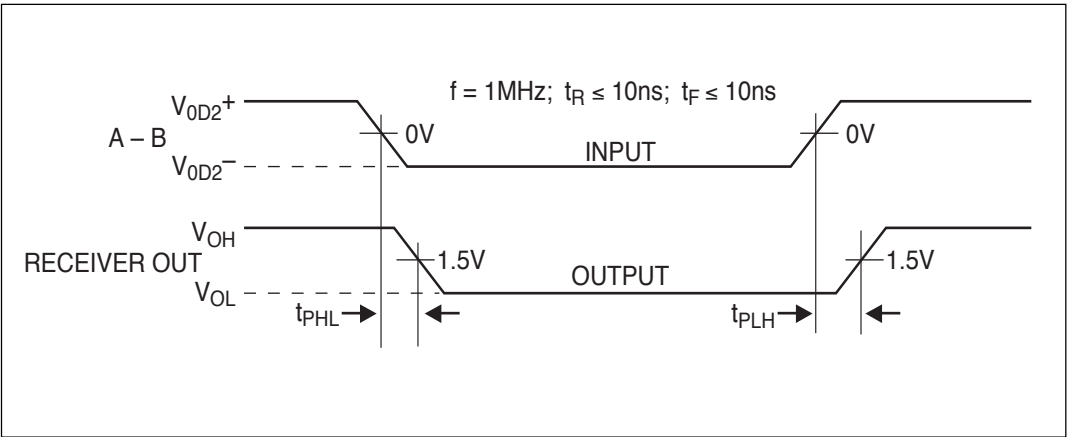 f = 1MHz; tR ≤ 10ns; tF ≤ 10ns
V0D2+
A – B
0V
0V
INPUT
V0D2–
VOH
RECEIVER OUT
1.5V
1.5V
OUTPUT
VOL
tPHL
tPLH